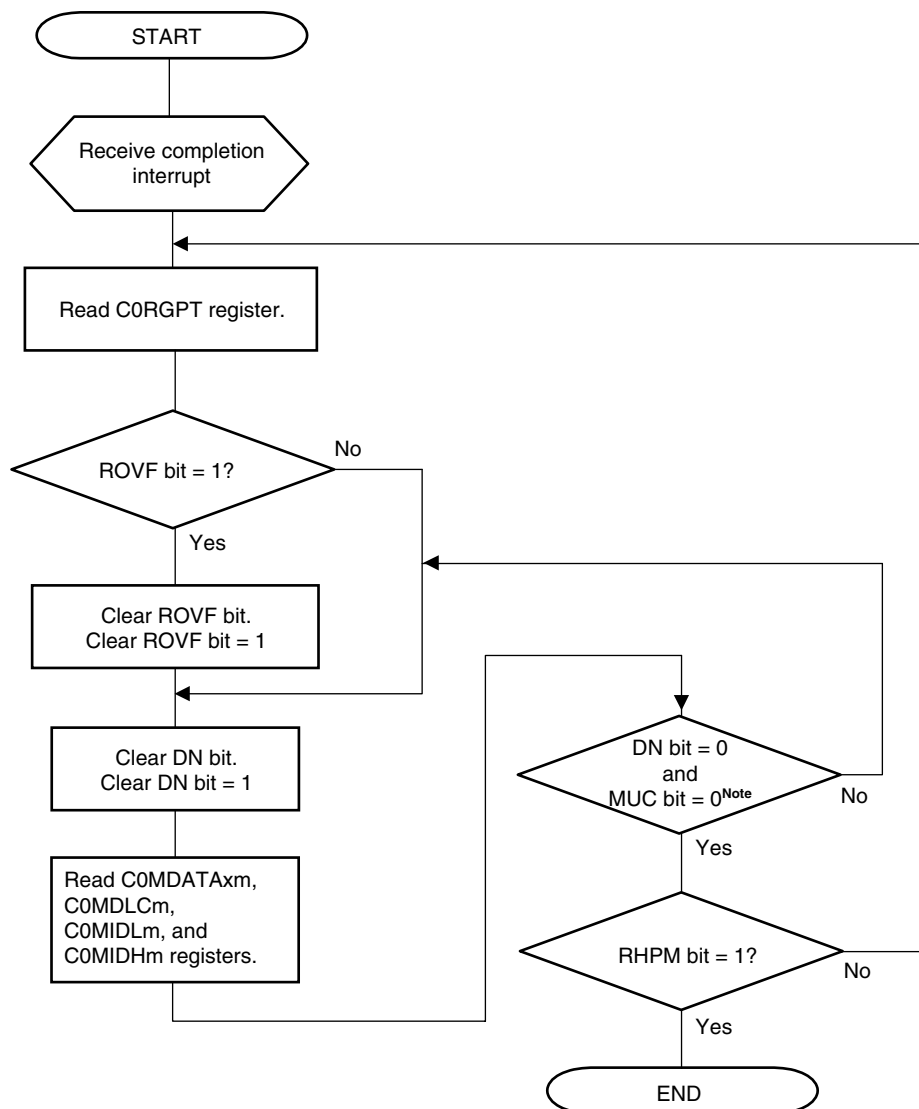 START
Receive completion
interrupt
Read C0RGPT register.
ROVF bit = 1?
No
Yes
Clear ROVF bit.
Clear ROVF bit = 1
Clear DN bit.
Clear DN bit = 1
Read C0MDATAxm,
C0MDLCm,
C0MIDLm, and
C0MIDHm registers.
DN bit = 0
and
MUC bit = 0Note
No
Yes
RHPM bit = 1?
No
Yes
END